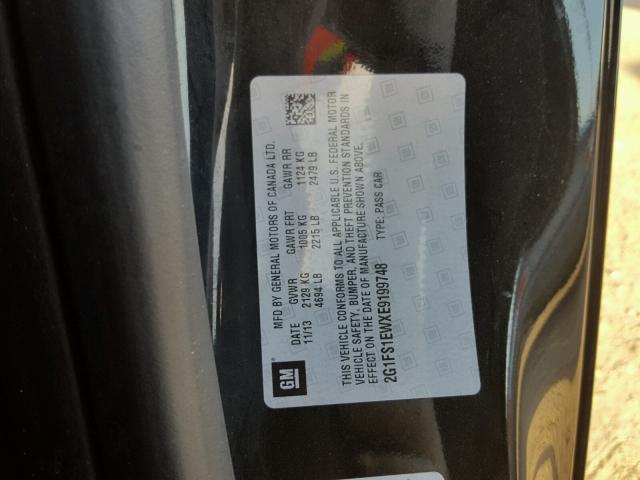 GM
MFD BY GENERAL MOTORS OF CANADA LTD.
DATE GVWR GAWR FRT GAWR RR
11/13 2129 KG 1005 KG 1124 KG
4694 LB 2215 LB 2479 LB
THIS VEHICLE CONFORMS TO ALL APPLICABLE U.S. FEDERAL MOTOR
VEHICLE SAFETY, BUMPER, AND THEFT PREVENTION STANDARDS IN
EFFECT ON THE DATE OF MANUFACTURE SHOWN ABOVE.
2G1FS1EWXE9199748 TYPE: PASS CAR